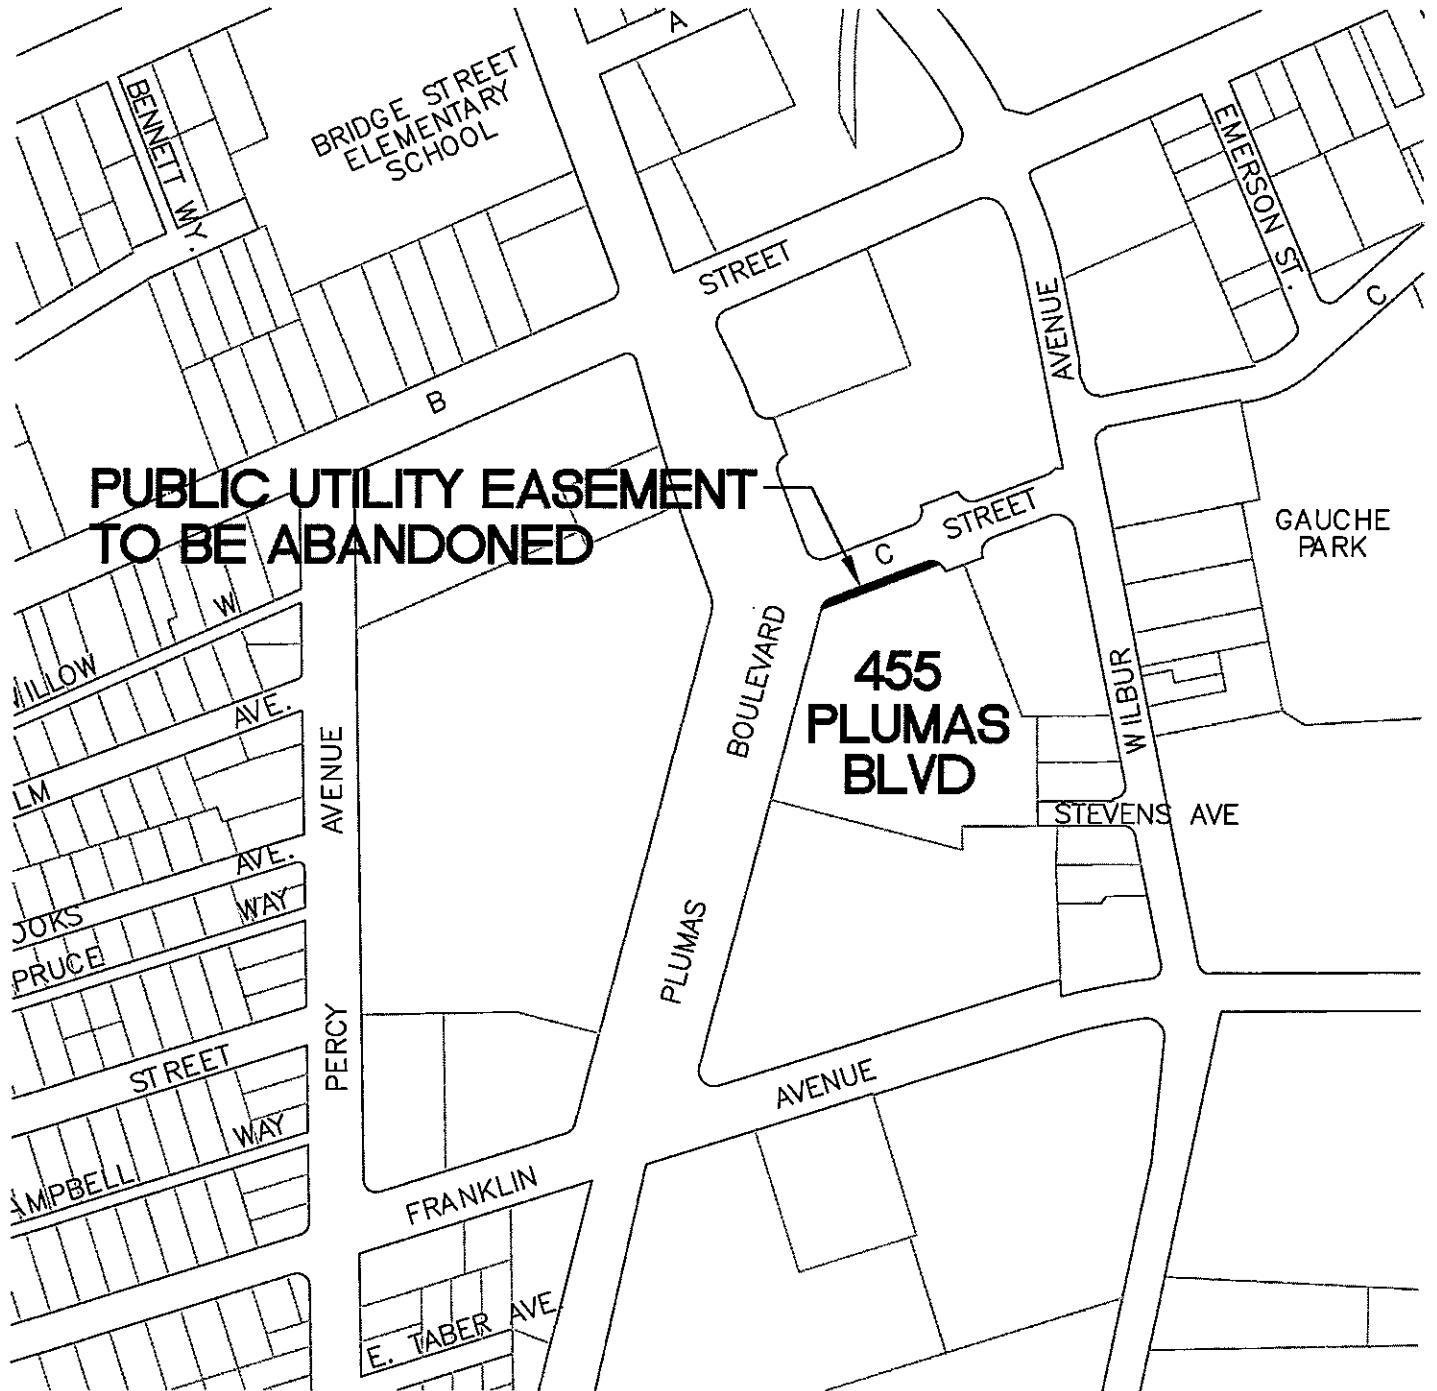 A
BENNETT WY.
BRIDGE STREET
ELEMENTARY
SCHOOL
EMERSON ST.
STREET
AVENUE
C
B
PUBLIC UTILITY EASEMENT
TO BE ABANDONED
C STREET
GAUCHE
PARK
W
WILLOW
AVE.
BOULEVARD
455
PLUMAS
BLVD
WILBUR
LM
AVENUE
STEVENS AVE
AVE.
OOKS
WAY
PRUCE
PLUMAS
PERCY
STREET
AVENUE
WAY
AMPBELL
FRANKLIN
E. TABER AVE.